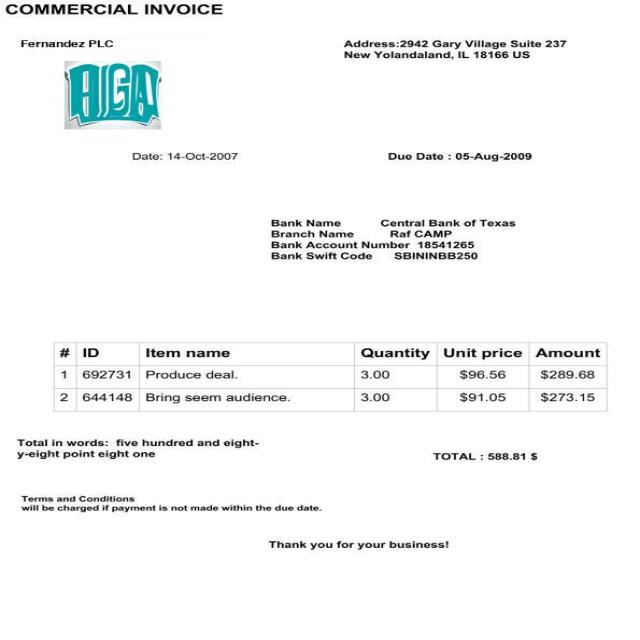 COMMERCIAL INVOICE
Fernandez PLC
Address:2942 Gary Village Suite 237
New Yolandaland, IL 18166 US
AIGA
Date: 14-Oct-2007
Due Date : 05-Aug-2009
Bank Name Central Bank of Texas
Branch Name Raf CAMP
Bank Account Number 18541265
Bank Swift Code SBININBB250
# ID Item name Quantity Unit price Amount
1 692731 Produce deal. 3.00 $96.56 $289.68
2 644148 Bring seem audience. 3.00 $91.05 $273.15
Total in words: five hundred and eight-
y-eight point eight one
TOTAL : 588.81 $
Terms and Conditions
will be charged if payment is not made within the due date.
Thank you for your business!